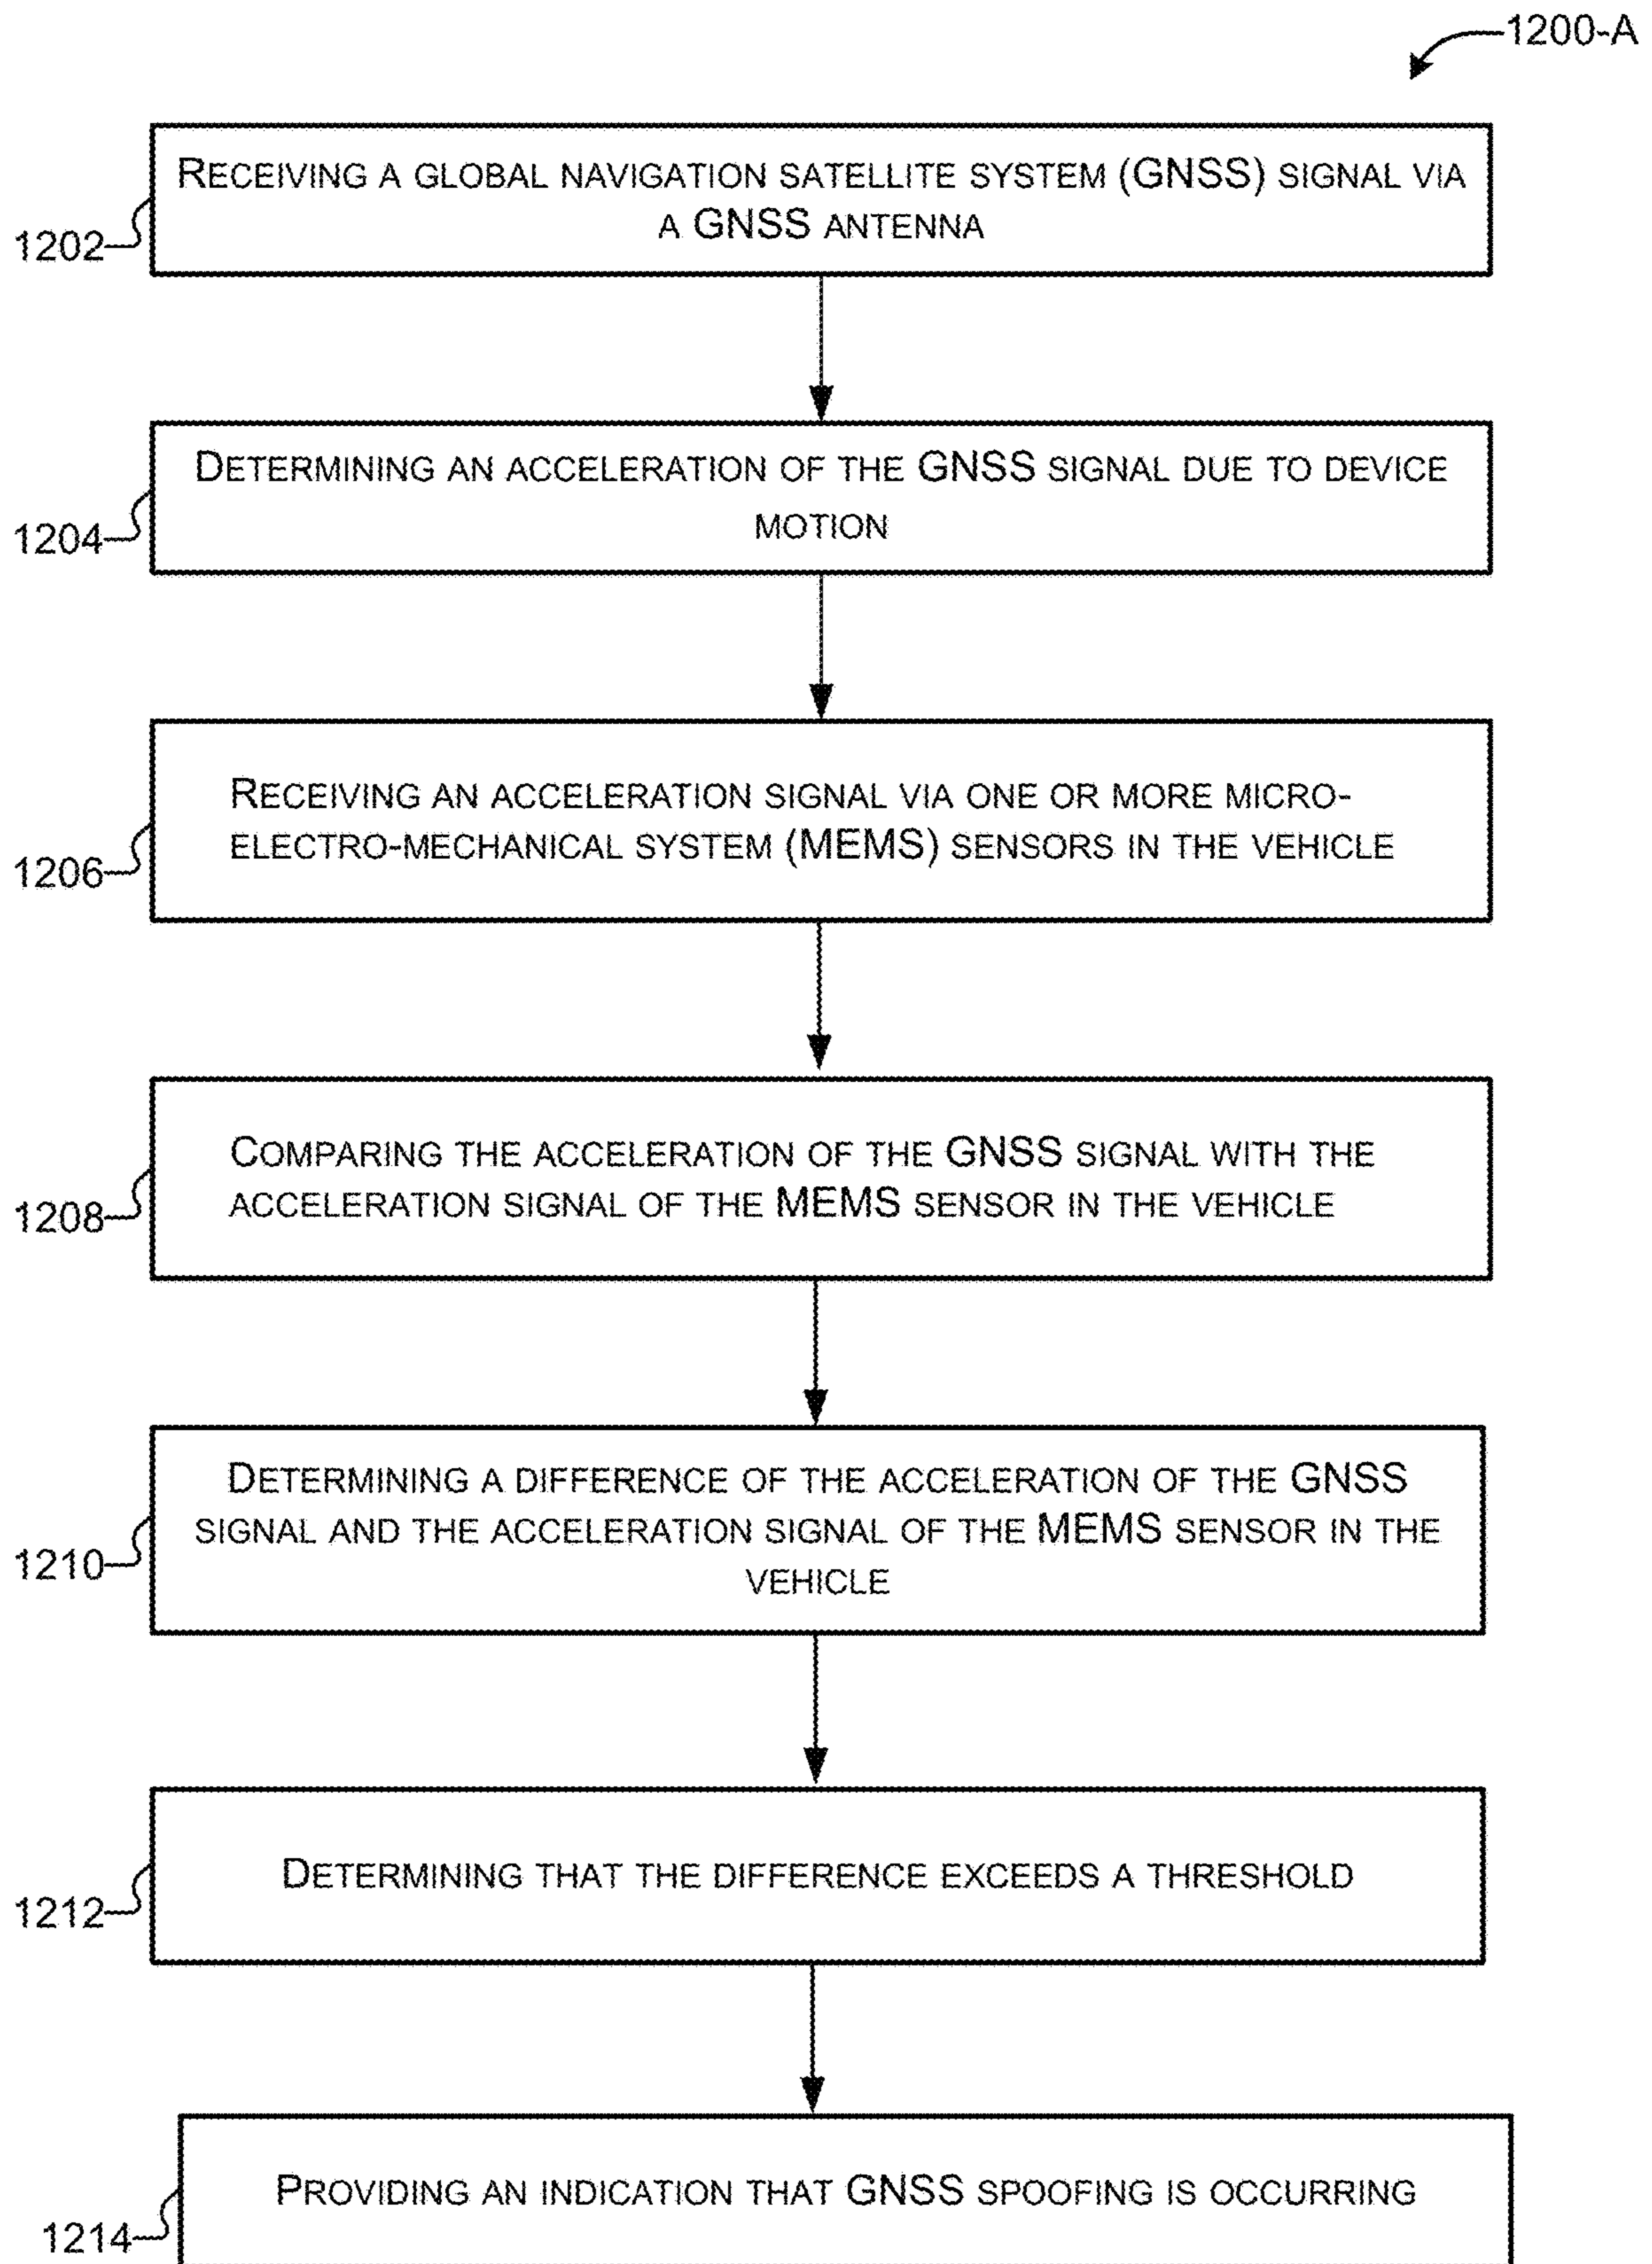 1200-A
RECEIVING A GLOBAL NAVIGATION SATELLITE SYSTEM (GNSS) SIGNAL VIA
A GNSS ANTENNA
1202
DETERMINING AN ACCELERATION OF THE GNSS SIGNAL DUE TO DEVICE
MOTION
1204
RECEIVING AN ACCELERATION SIGNAL VIA ONE OR MORE MICRO-
ELECTRO-MECHANICAL SYSTEM (MEMS) SENSORS IN THE VEHICLE
1206
COMPARING THE ACCELERATION OF THE GNSS SIGNAL WITH THE
ACCELERATION SIGNAL OF THE MEMS SENSOR IN THE VEHICLE
1208
DETERMINING A DIFFERENCE OF THE ACCELERATION OF THE GNSS
SIGNAL AND THE ACCELERATION SIGNAL OF THE MEMS SENSOR IN THE
VEHICLE
1210
DETERMINING THAT THE DIFFERENCE EXCEEDS A THRESHOLD
1212
PROVIDING AN INDICATION THAT GNSS SPOOFING IS OCCURRING
1214